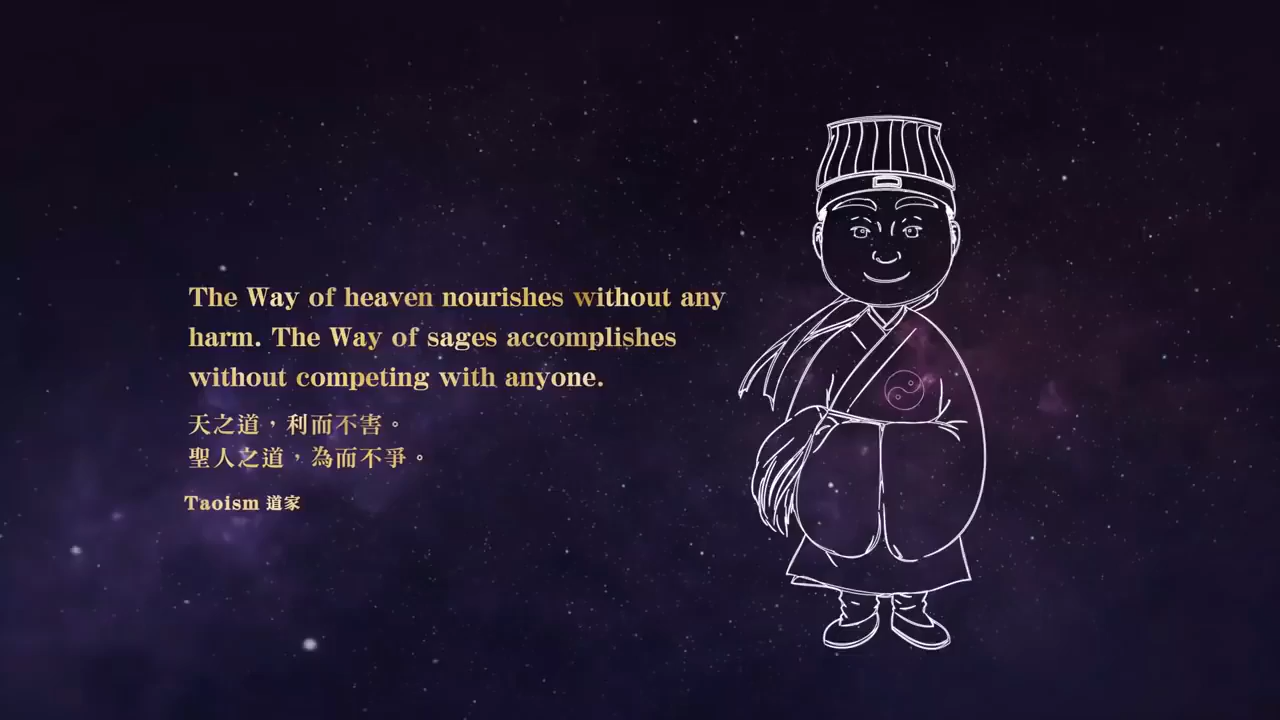 The Way of heaven nourishes without any
harm. The Way of sages accomplishes
without competing with anyone.
天之道，利而不害。
聖人之道，為而不爭。
Taoism 道家